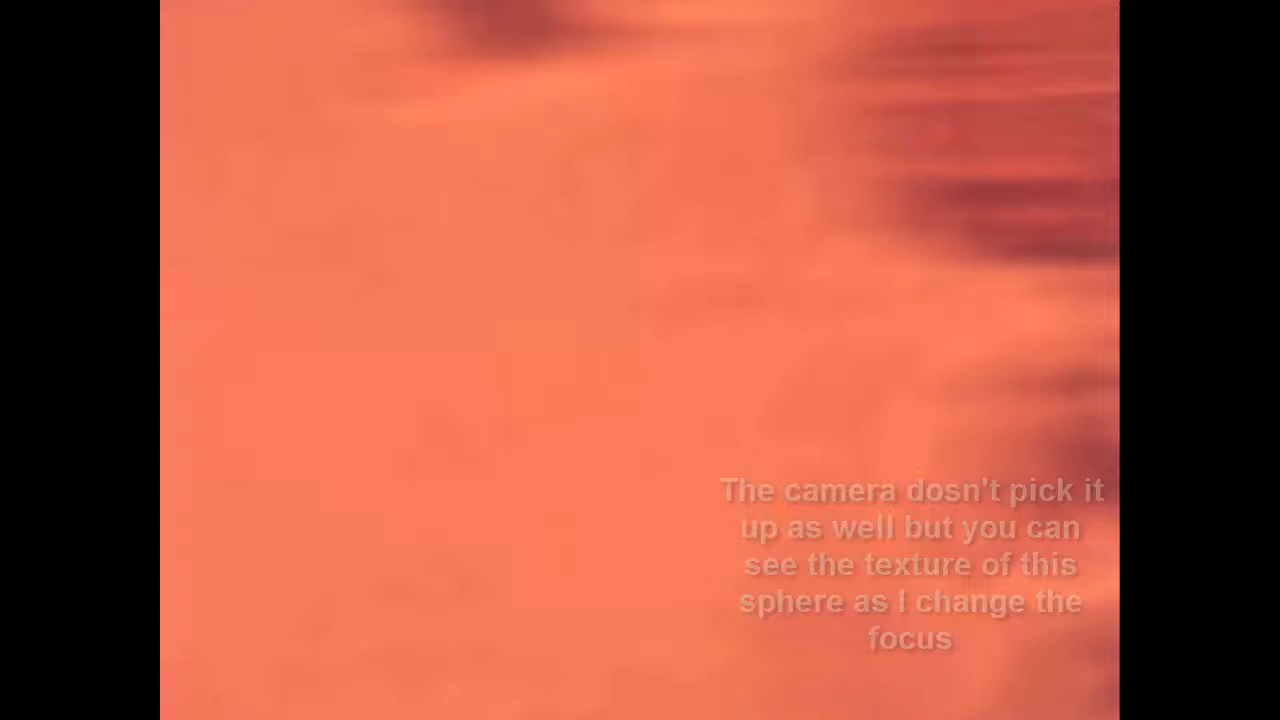 The camera dosn't pick it
up as well but you can
see the texture of this
sphere as I change the
focus